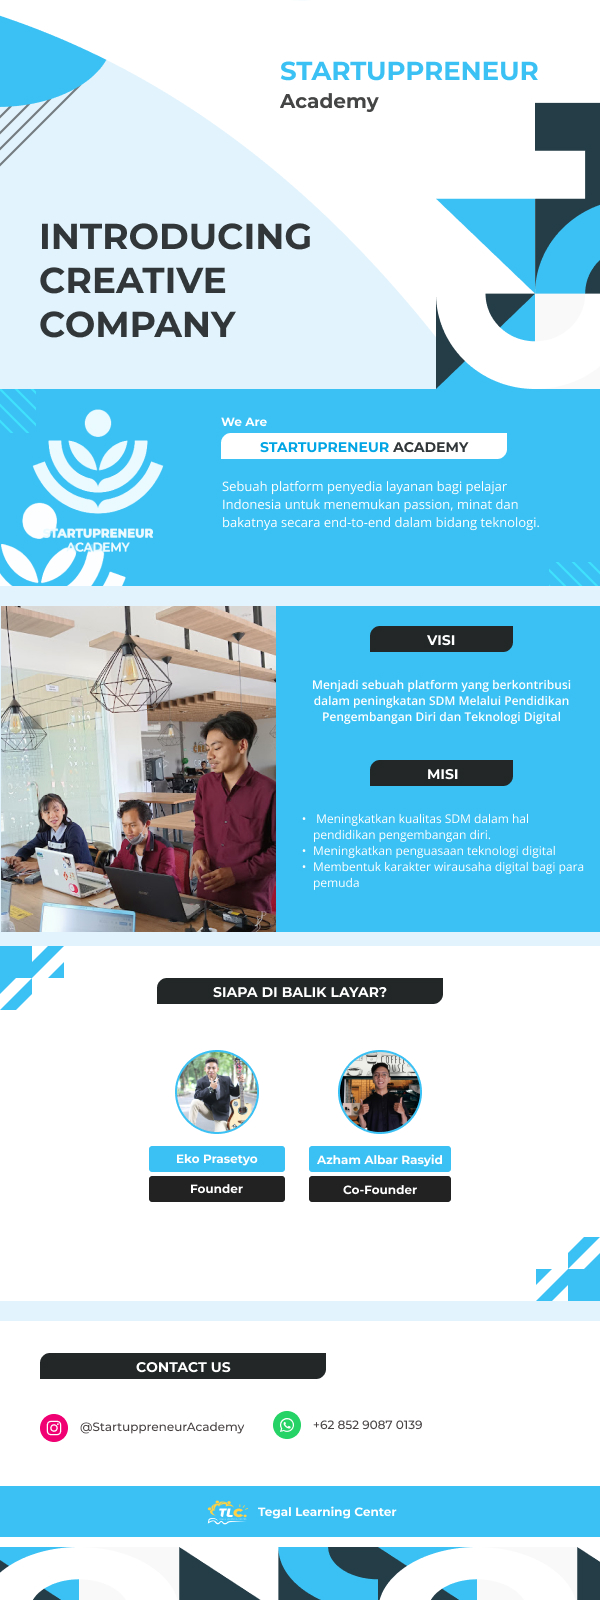 STARTUPPRENEUR
Academy
INTRODUCING
CREATIVE
COMPANY
STARTUPRENEUR
ACADEMY
We Are
STARTUPRENEUR ACADEMY
Sebuah platform penyedia layanan bagi pelajar
Indonesia untuk menemukan passion, minat dan
bakatnya secara end-to-end dalam bidang teknologi.
VISI
Menjadi sebuah platform yang berkontribusi
dalam peningkatan SDM Melalui Pendidikan
Pengembangan Diri dan Teknologi Digital
MISI
• Meningkatkan kualitas SDM dalam hal
pendidikan pengembangan diri.
• Meningkatkan penguasaan teknologi digital
• Membentuk karakter wirausaha digital bagi para
pemuda
SIAPA DI BALIK LAYAR?
COFFEE
Eko Prasetyo
Azham Albar Rasyid
Founder
Co-Founder
CONTACT US
@StartuppreneurAcademy
+62 852 9087 0139
TLC
Tegal Learning Center